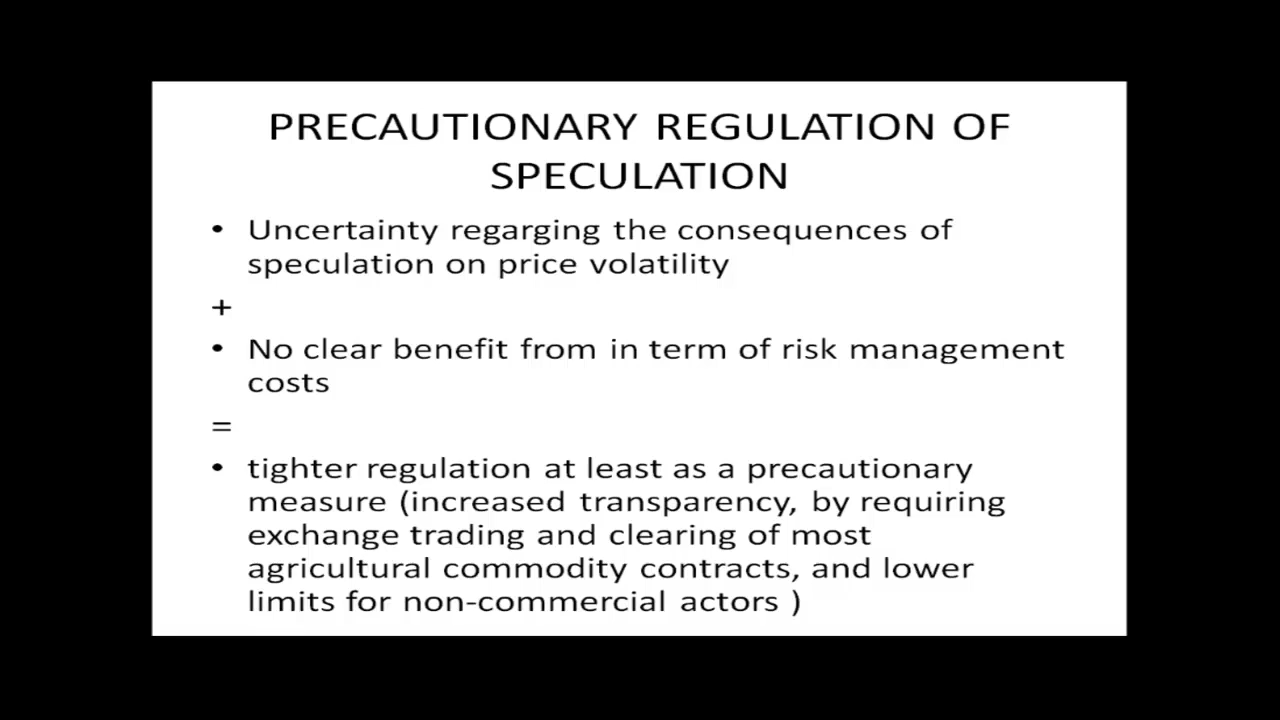 PRECAUTIONARY REGULATION OF
SPECULATION
• Uncertainty regarging the consequences of
speculation on price volatility
+
• No clear benefit from in term of risk management
costs
=
• tighter regulation at least as a precautionary
measure (increased transparency, by requiring
exchange trading and clearing of most
agricultural commodity contracts, and lower
limits for non-commercial actors )